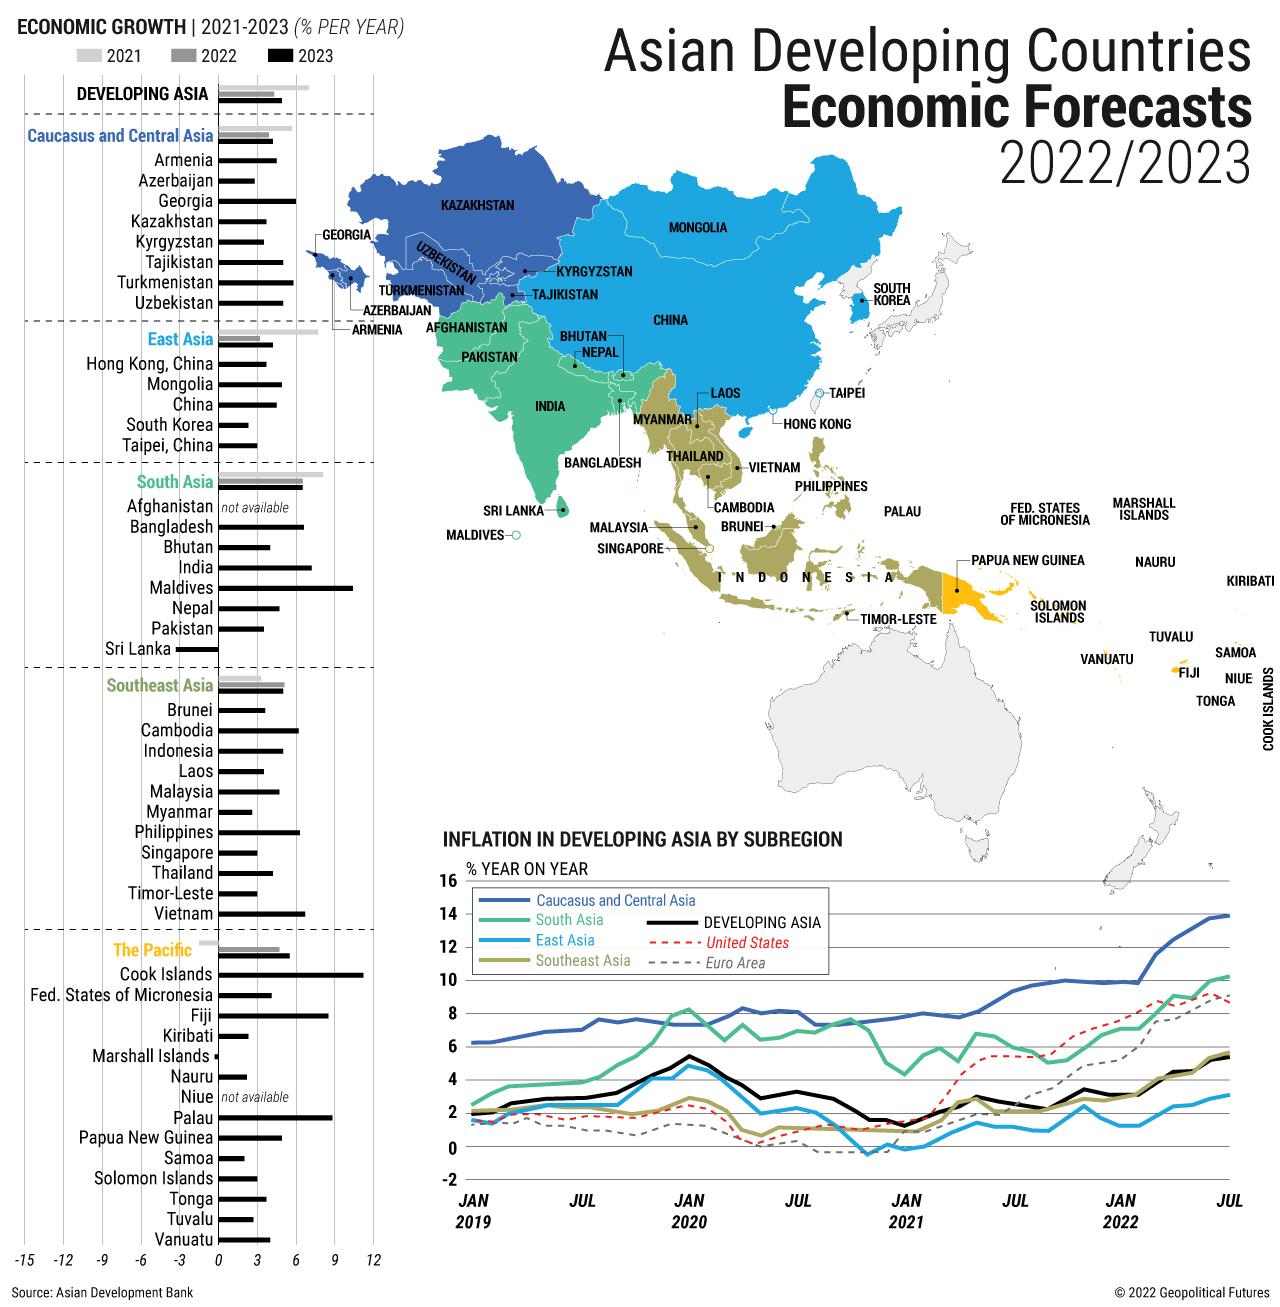 ECONOMIC GROWTH | 2021-2023 (% PER YEAR)
2021 2022 2023
Asian Developing Countries
Economic Forecasts
2022/2023
DEVELOPING ASIA
Caucasus and Central Asia
Armenia
Azerbaijan
Georgia
Kazakhstan
Kyrgyzstan
Tajikistan
Turkmenistan
Uzbekistan
East Asia
Hong Kong, China
Mongolia
China
South Korea
Taipei, China
South Asia
Afghanistan not available
Bangladesh
Bhutan
India
Maldives
Nepal
Pakistan
Sri Lanka
Southeast Asia
Brunei
Cambodia
Indonesia
Laos
Malaysia
Myanmar
Philippines
Singapore
Thailand
Timor-Leste
Vietnam
The Pacific
Cook Islands
Fed. States of Micronesia
Fiji
Kiribati
Marshall Islands
Nauru
Niue not available
Palau
Papua New Guinea
Samoa
Solomon Islands
Tonga
Tuvalu
Vanuatu
-15 -12 -9 -6 -3 0 3 6 9 12
KAZAKHSTAN
MONGOLIA
GEORGIA
UZBEKISTAN
KYRGYZSTAN
TURKMENISTAN
TAJIKISTAN
AZERBAIJAN
ARMENIA
SOUTH
KOREA
CHINA
AFGHANISTAN
BHUTAN
NEPAL
PAKISTAN
LAOS
TAIPEI
INDIA
MYANMAR
HONG KONG
BANGLADESH
THAILAND
VIETNAM
PHILIPPINES
SRI LANKA
CAMBODIA
PALAU
FED. STATES
OF MICRONESIA
MARSHALL
ISLANDS
MALDIVES
MALAYSIA
BRUNEI
SINGAPORE
PAPUA NEW GUINEA
NAURU
INDONESIA
KIRIBATI
SOLOMON
ISLANDS
TIMOR-LESTE
TUVALU
SAMOA
VANUATU
FIJI
NIUE
TONGA
COOK ISLANDS
INFLATION IN DEVELOPING ASIA BY SUBREGION
% YEAR ON YEAR
16
14
12
10
8
6
4
2
0
-2
Caucasus and Central Asia
South Asia
East Asia
Southeast Asia
DEVELOPING ASIA
United States
Euro Area
JAN JUL JAN JUL JAN JUL JAN JUL
2019 2020 2021 2022
Source: Asian Development Bank
© 2022 Geopolitical Futures